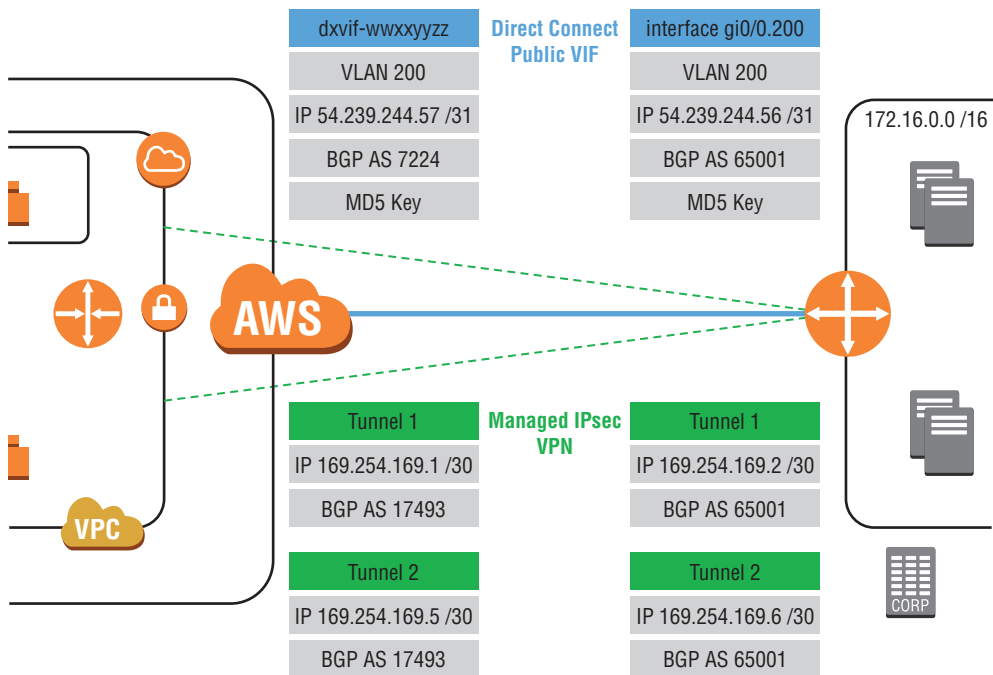 dxvif-wwxxyyzz
VLAN 200
IP 54.239.244.57 /31
BGP AS 7224
MD5 Key
Direct Connect
Public VIF
interface gi0/0.200
VLAN 200
IP 54.239.244.56 /31
BGP AS 65001
MD5 Key
172.16.0.0 /16
AWS
VPC
Tunnel 1
IP 169.254.169.1 /30
BGP AS 17493
Tunnel 2
IP 169.254.169.5 /30
BGP AS 17493
Managed IPsec
VPN
Tunnel 1
IP 169.254.169.2 /30
BGP AS 65001
Tunnel 2
IP 169.254.169.6 /30
BGP AS 65001
CORP